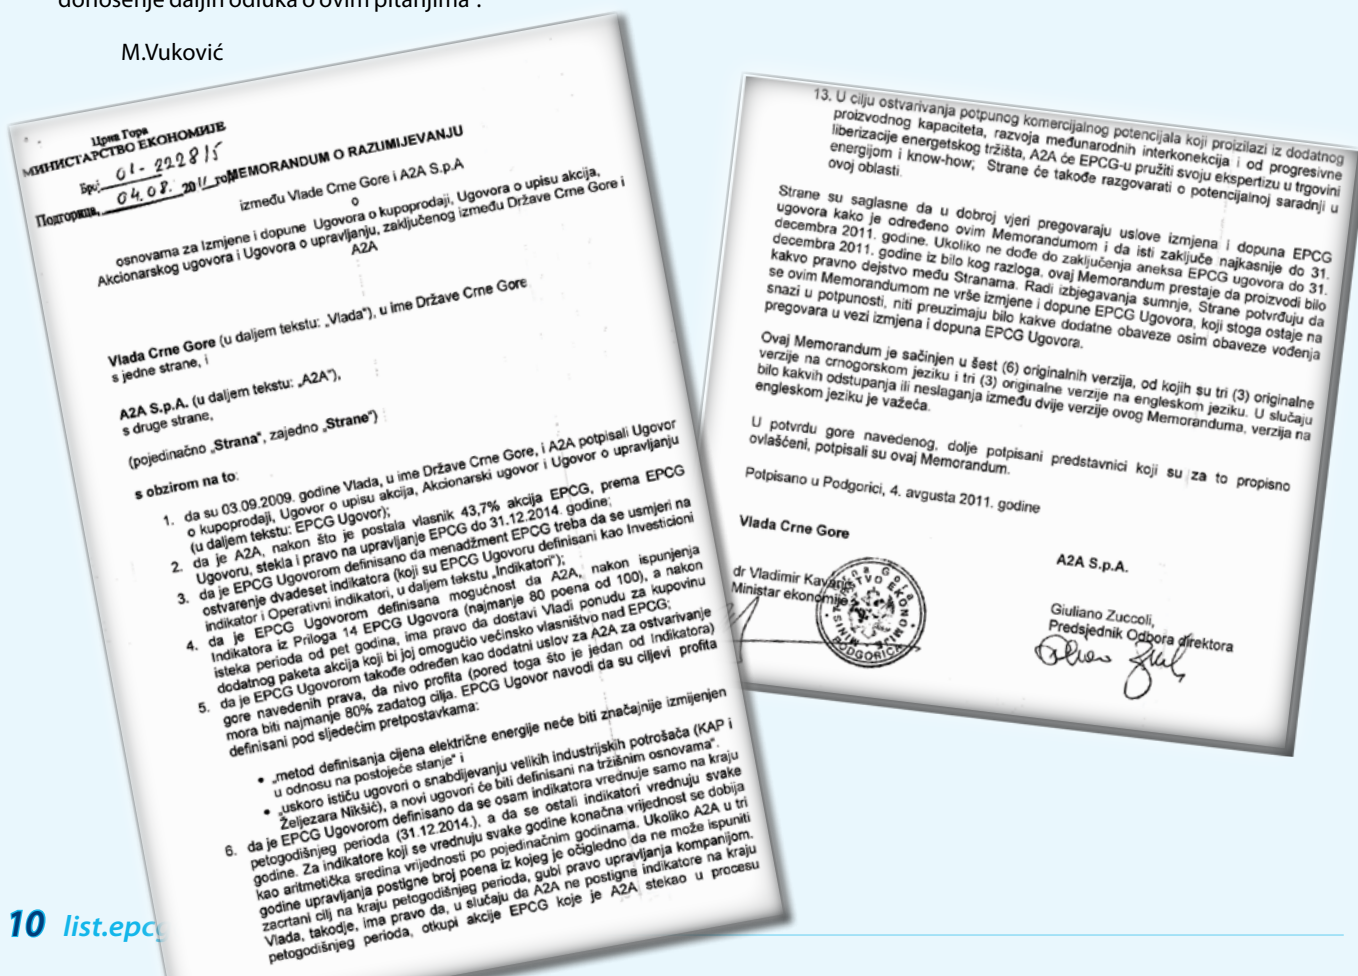 donošenje daljih odluka o ovim pitanjima".
M.Vuković
Црна Гора
МИНИСТАРСТВО ЕКОНОМИЈЕ
Број, 01-2228/5
Подгорица, 04.08. 2011 год
MEMORANDUM O RAZUMIJEVANJU
između Vlade Crne Gore i A2A S.p.A
o
osnovama za Izmjene i dopune Ugovora o kupoprodaji, Ugovora o upisu akcija,
Akcionarskog ugovora i Ugovora o upravljanju, zaključenog između Države Crne Gore i
A2A
Vlada Crne Gore (u daljem tekstu: „Vlada"), u ime Države Crne Gore
s jedne strane, i
A2A S.p.A. (u daljem tekstu: „A2A"),
s druge strane,
(pojedinačno „Strana", zajedno „Strane")
s obzirom na to:
1. da su 03.09.2009. godine Vlada, u ime Države Crne Gore, i A2A potpisali Ugovor
o kupoprodaji, Ugovor o upisu akcija, Akcionarski ugovor i Ugovor o upravljanju
(u daljem tekstu: EPCG Ugovor);
2. da je A2A, nakon što je postala vlasnik 43,7% akcija EPCG, prema EPCG
Ugovoru, stekla i pravo na upravljanje EPCG do 31.12.2014. godine;
3. da je EPCG Ugovorom definisano da menadžment EPCG treba da se usmjeri na
ostvarenje dvadeset indikatora (koji su EPCG Ugovoru definisani kao Investicioni
indikator i Operativni indikatori, u daljem tekstu „Indikatori");
4. da je EPCG Ugovorom definisana mogućnost da A2A, nakon ispunjenja
Indikatora iz Priloga 14 EPCG Ugovora (najmanje 80 poena od 100), a nakon
isteka perioda od pet godina, ima pravo da dostavi Vladi ponudu za kupovinu
dodatnog paketa akcija koji bi joj omogućio većinsko vlasništvo nad EPCG;
5. da je EPCG Ugovorom takođe određen kao dodatni uslov za A2A za ostvarivanje
gore navedenih prava, da nivo profita (pored toga što je jedan od Indikatora)
mora biti najmanje 80% zadatog cilja. EPCG Ugovor navodi da su ciljevi profita
definisani pod sljedećim pretpostavkama:
• „metod definisanja cijena električne energije neće biti značajnije izmijenjen
u odnosu na postojeće stanje" i
• „uskoro ističu ugovori o snabdijevanju velikih industrijskih potrošača (KAP i
Željezara Nikšić), a novi ugovori će biti definisani na tržišnim osnovama".
6. da je EPCG Ugovorom definisano da se osam indikatora vrednuje samo na kraju
petogodišnjeg perioda (31.12.2014.), a da se ostali indikatori vrednuju svake
godine. Za indikatore koji se vrednuju svake godine konačna vrijednost se dobija
kao aritmetička sredina vrijednosti po pojedinačnim godinama. Ukoliko A2A u tri
godine upravljanja postigne broj poena iz kojeg je očigledno da ne može ispuniti
zacrtani cilj na kraju petogodišnjeg perioda, gubi pravo upravljanja kompanijom.
Vlada, takodje, ima pravo da, u slučaju da A2A ne postigne indikatore na kraju
petogodišnjeg perioda, otkupi akcije EPCG koje je A2A stekao u procesu
13. U cilju ostvarivanja potpunog komercijalnog potencijala koji proizilazi iz dodatnog
proizvodnog kapaciteta, razvoja međunarodnih interkonekcija i od progresivne
liberizacije energetskog tržišta, A2A će EPCG-u pružiti svoju ekspertizu u trgovini
energijom i know-how; Strane će takođe razgovarati o potencijalnoj saradnji u
ovoj oblasti.
Strane su saglasne da u dobroj vjeri pregovaraju uslove izmjena i dopuna EPCG
ugovora kako je određeno ovim Memorandumom i da isti zaključe najkasnije do 31.
decembra 2011. godine. Ukoliko ne dođe do zaključenja aneksa EPCG ugovora do 31.
decembra 2011. godine iz bilo kog razloga, ovaj Memorandum prestaje da proizvodi bilo
kakvo pravno dejstvo među Stranama. Radi izbjegavanja sumnje, Strane potvrđuju da
se ovim Memorandumom ne vrše izmjene i dopune EPCG Ugovora, koji stoga ostaje na
snazi u potpunosti, niti preuzimaju bilo kakve dodatne obaveze osim obaveze vođenja
pregovara u vezi izmjena i dopuna EPCG Ugovora.
Ovaj Memorandum je sačinjen u šest (6) originalnih verzija, od kojih su tri (3) originalne
verzije na crnogorskom jeziku i tri (3) originalne verzije na engleskom jeziku. U slučaju
bilo kakvih odstupanja ili neslaganja između dvije verzije ovog Memoranduma, verzija na
engleskom jeziku je važeća.
U potvrdu gore navedenog, dolje potpisani predstavnici koji su za to propisno
ovlašćeni, potpisali su ovaj Memorandum.
Potpisano u Podgorici, 4. avgusta 2011. godine
Vlada Crne Gore
dr Vladimir Kavarić
Ministar ekonomije
PODGORICA
A2A S.p.A.
Giuliano Zuccoli,
Predsjednik Odbora direktora
10 list.epcg